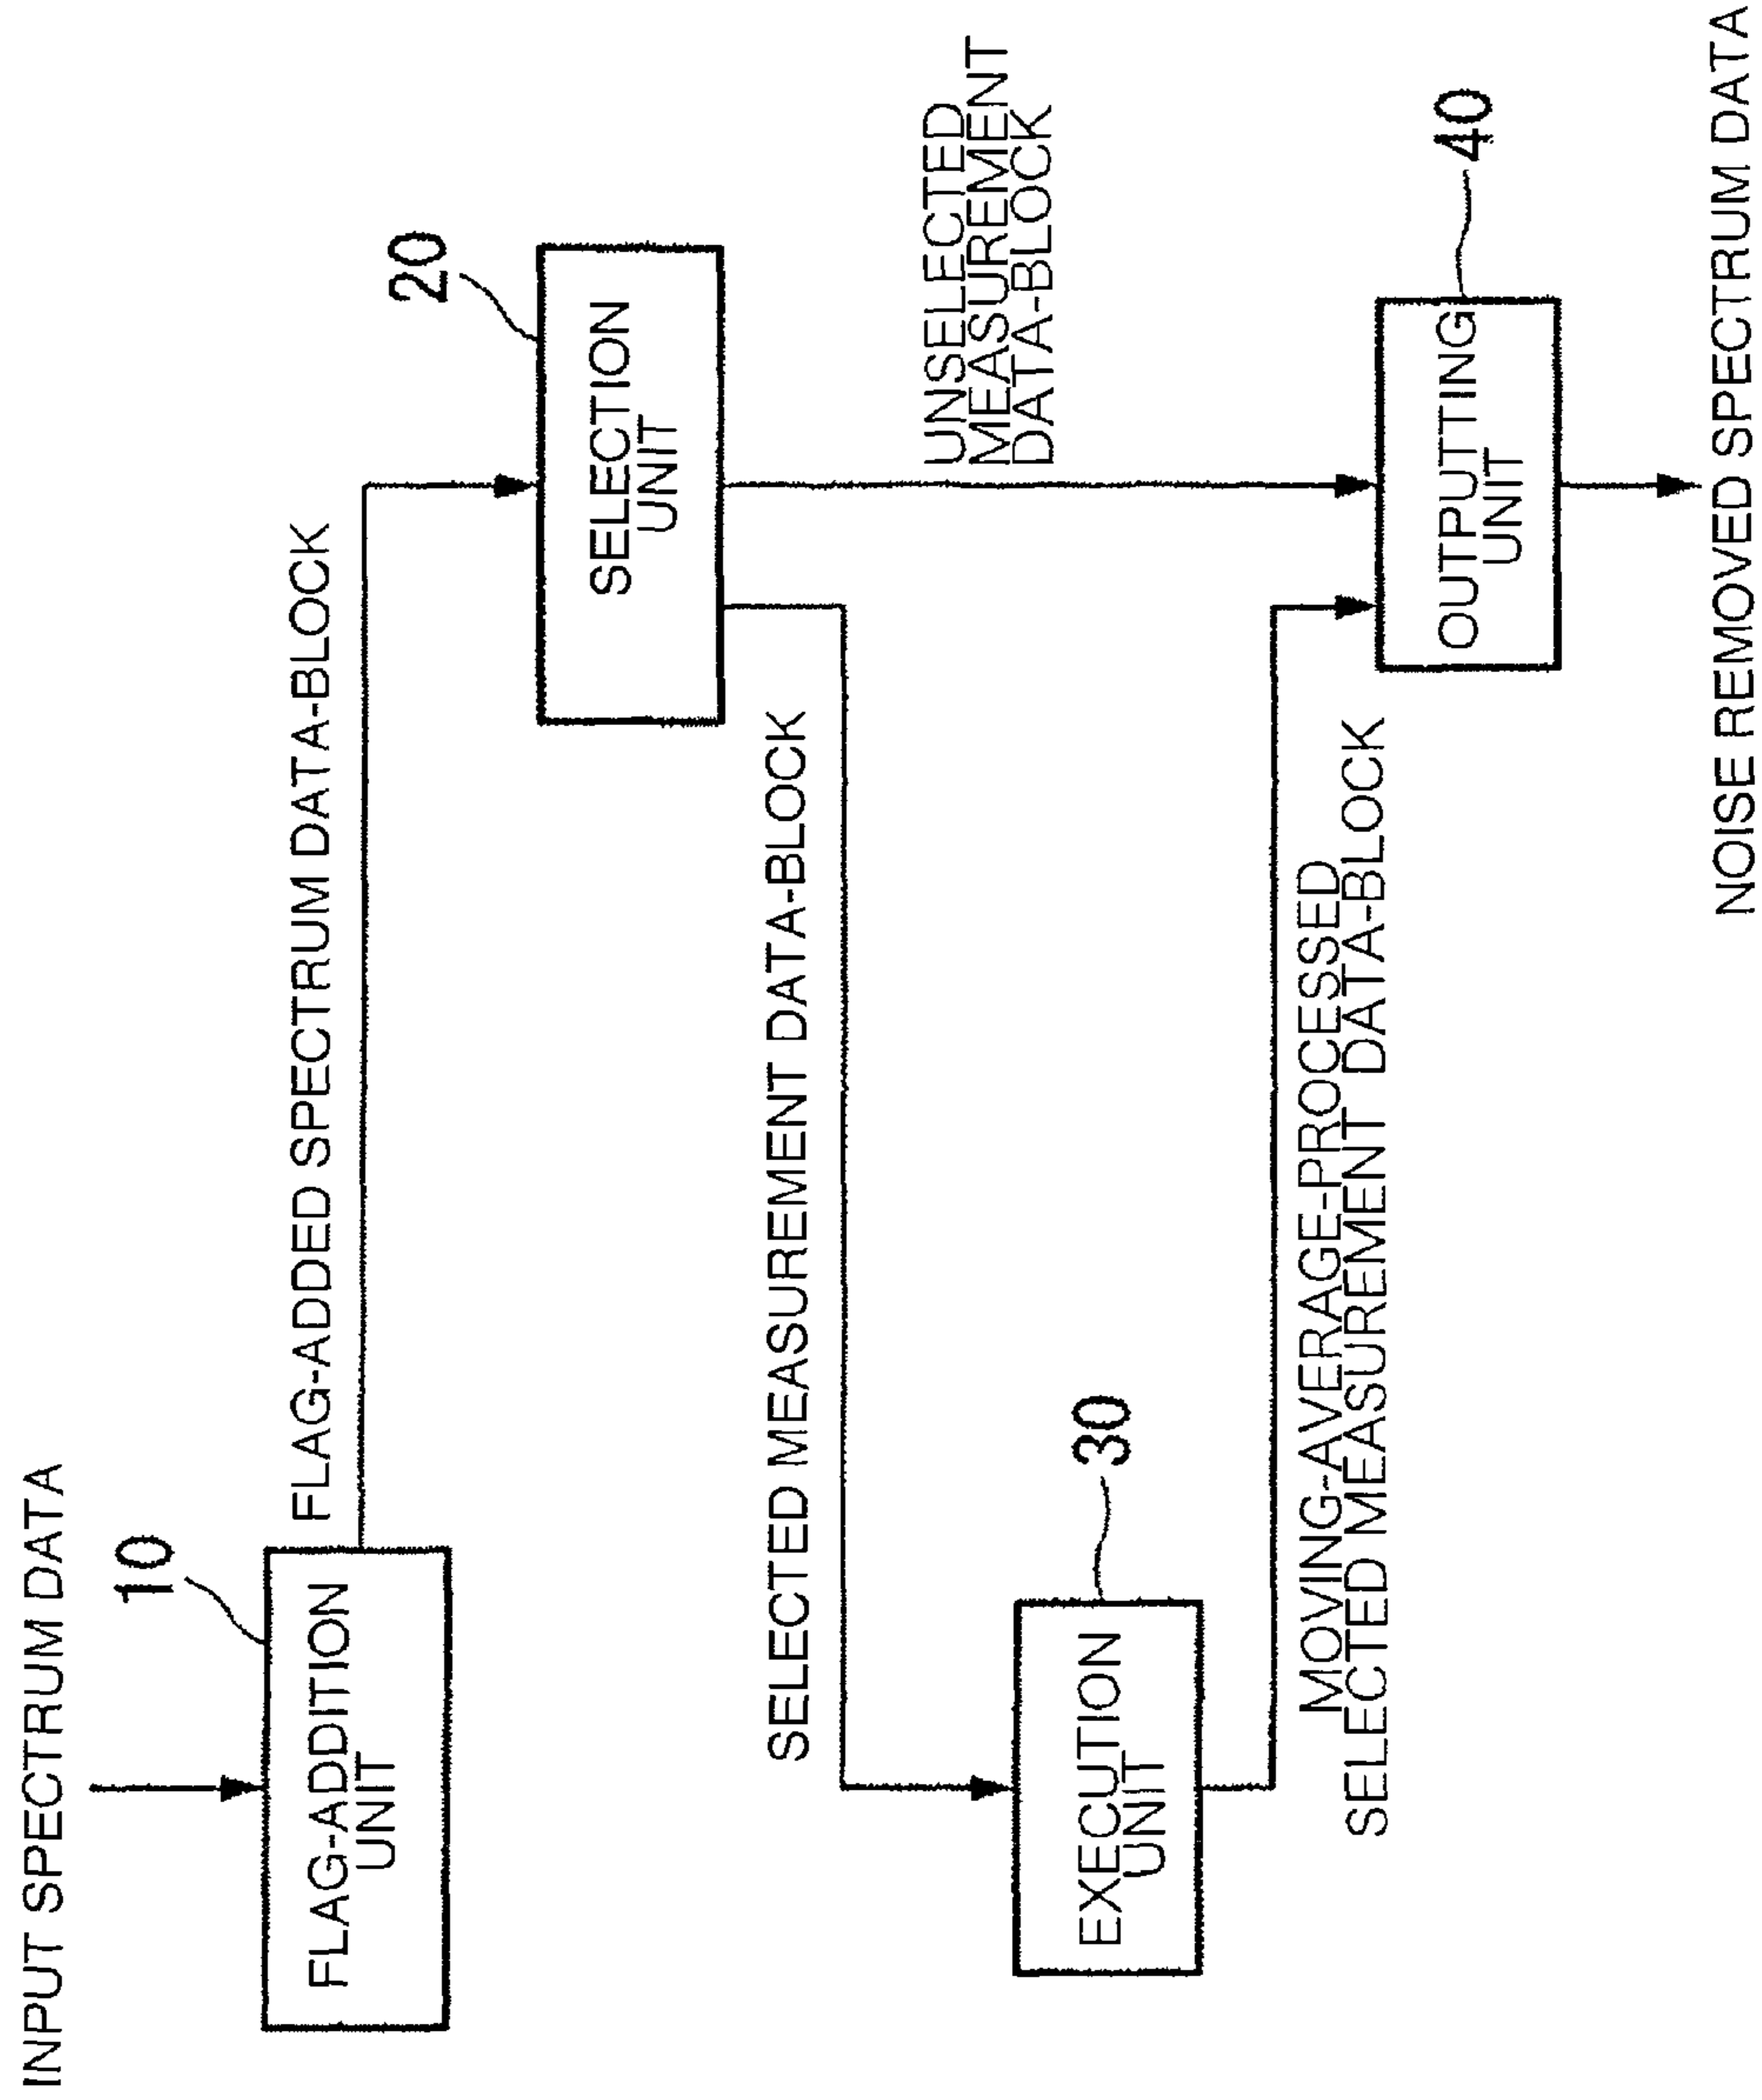 INPUT SPECTRUM DATA
10
FLAG-ADDITION
UNIT
FLAG-ADDED SPECTRUM DATA-BLOCK
20
SELECTION
UNIT
SELECTED MEASUREMENT DATA-BLOCK
UNSELECTED
MEASUREMENT
DATA-BLOCK
30
EXECUTION
UNIT
MOVING-AVERAGE-PROCESSED
SELECTED MEASUREMENT DATA-BLOCK
40
OUTPUTTING
UNIT
NOISE REMOVED SPECTRUM DATA